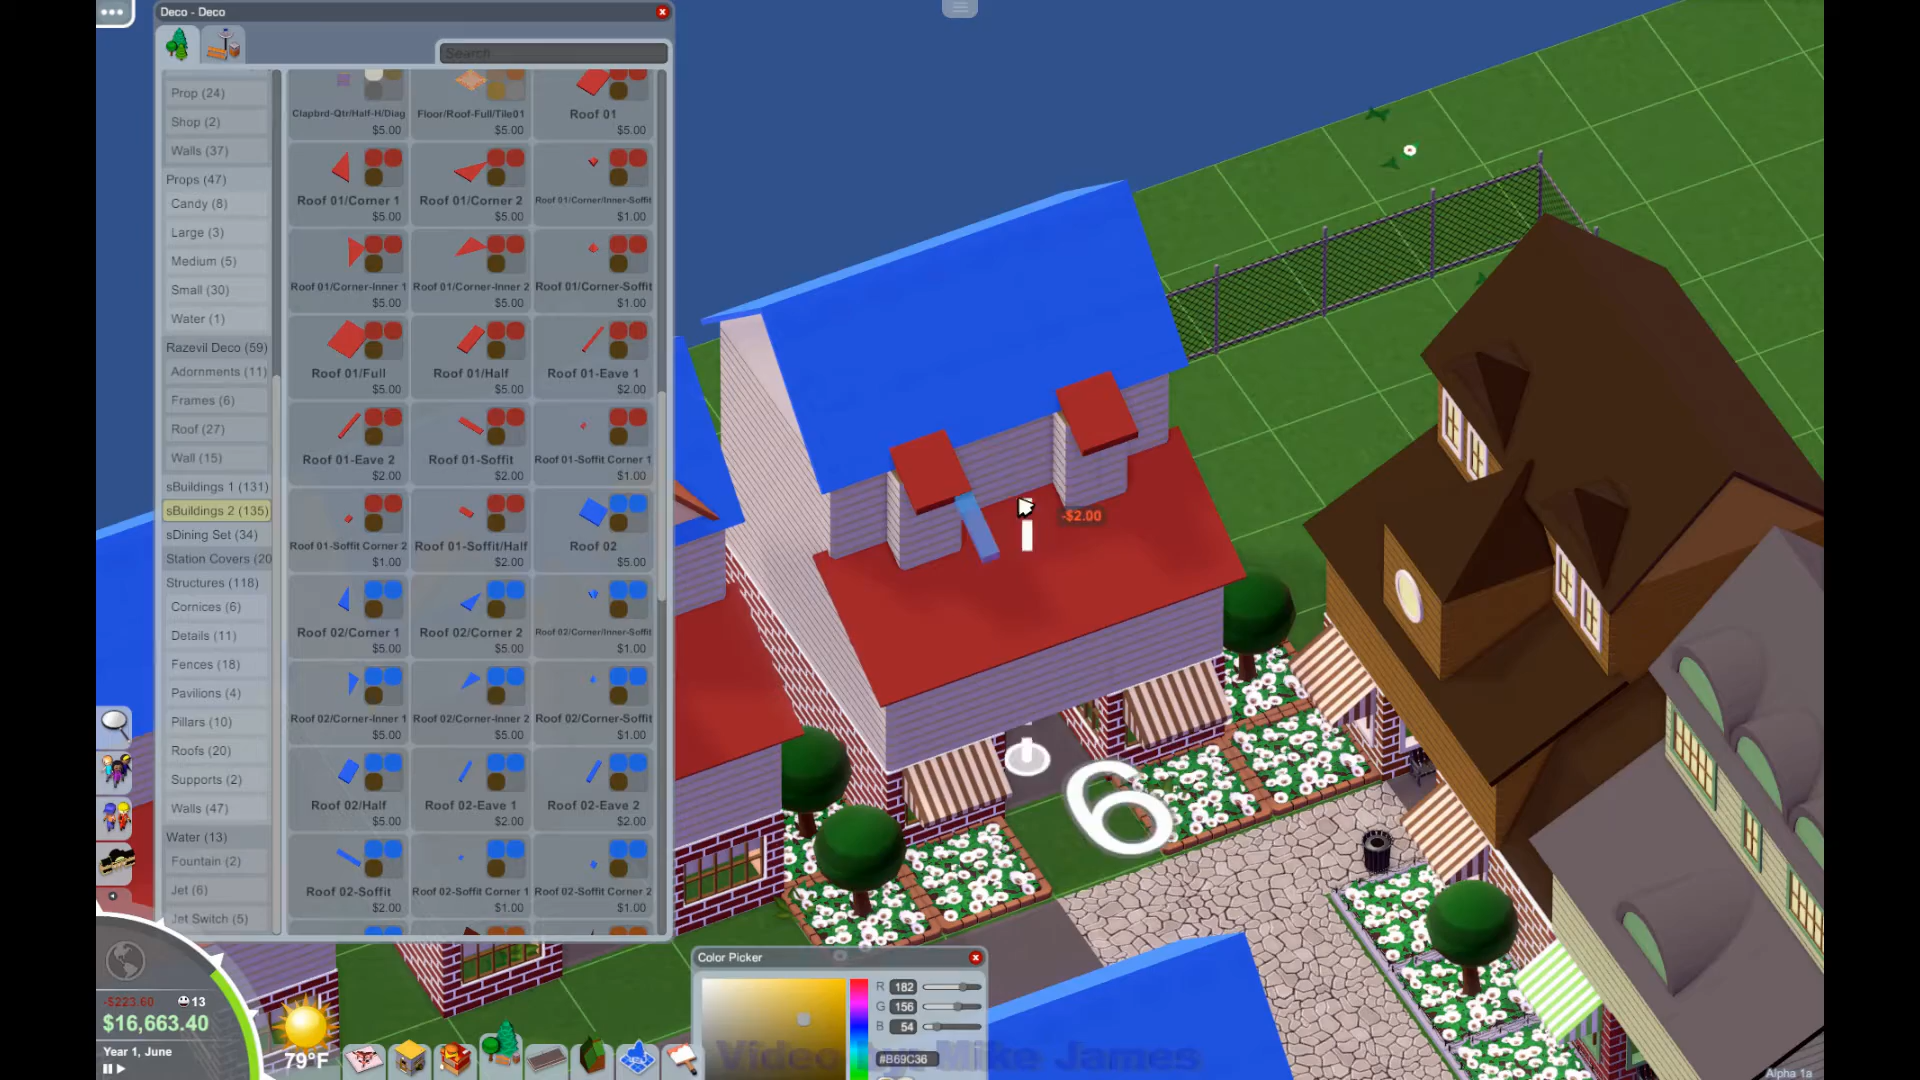 Deco - Deco
Search
Prop (24)
Shop (2)
Walls (37)
Props (47)
Candy (8)
Large (3)
Medium (5)
Small (30)
Water (1)
Razevil Deco (59)
Adornments (11)
Frames (6)
Roof (27)
Wall (15)
sBuildings 1 (131)
sBuildings 2 (135)
sDining Set (34)
Station Covers (20
Structures (118)
Cornices (6)
Details (11)
Fences (18)
Pavilions (4)
Pillars (10)
Roofs (20)
Supports (2)
Walls (47)
Water (13)
Fountain (2)
Jet (6)
Jet Switch (5)
Clapbrd-Qtr/Half-H/Diag
$5.00
Floor/Roof-Full/Tile01
$5.00
Roof 01
$5.00
Roof 01/Corner 1
$5.00
Roof 01/Corner 2
$5.00
Roof 01/Corner/Inner-Soffit
$1.00
Roof 01/Corner-Inner 1
$5.00
Roof 01/Corner-Inner 2
$5.00
Roof 01/Corner-Soffit
$1.00
Roof 01/Full
$5.00
Roof 01/Half
$5.00
Roof 01-Eave 1
$2.00
Roof 01-Eave 2
$2.00
Roof 01-Soffit
$2.00
Roof 01-Soffit Corner 1
$1.00
Roof 01-Soffit Corner 2
$1.00
Roof 01-Soffit/Half
$2.00
Roof 02
$5.00
Roof 02/Corner 1
$5.00
Roof 02/Corner 2
$5.00
Roof 02/Corner/Inner-Soffit
$1.00
Roof 02/Corner-Inner 1
$5.00
Roof 02/Corner-Inner 2
$5.00
Roof 02/Corner-Soffit
$1.00
Roof 02/Half
$5.00
Roof 02-Eave 1
$2.00
Roof 02-Eave 2
$2.00
Roof 02-Soffit
$2.00
Roof 02-Soffit Corner 1
$1.00
Roof 02-Soffit Corner 2
$1.00
-$2.00
6
Color Picker
R 182
G 156
B 54
#B69C36
-$223.60
13
$16,663.40
Year 1, June
79°F
Video by: Mike James
Alpha 1a